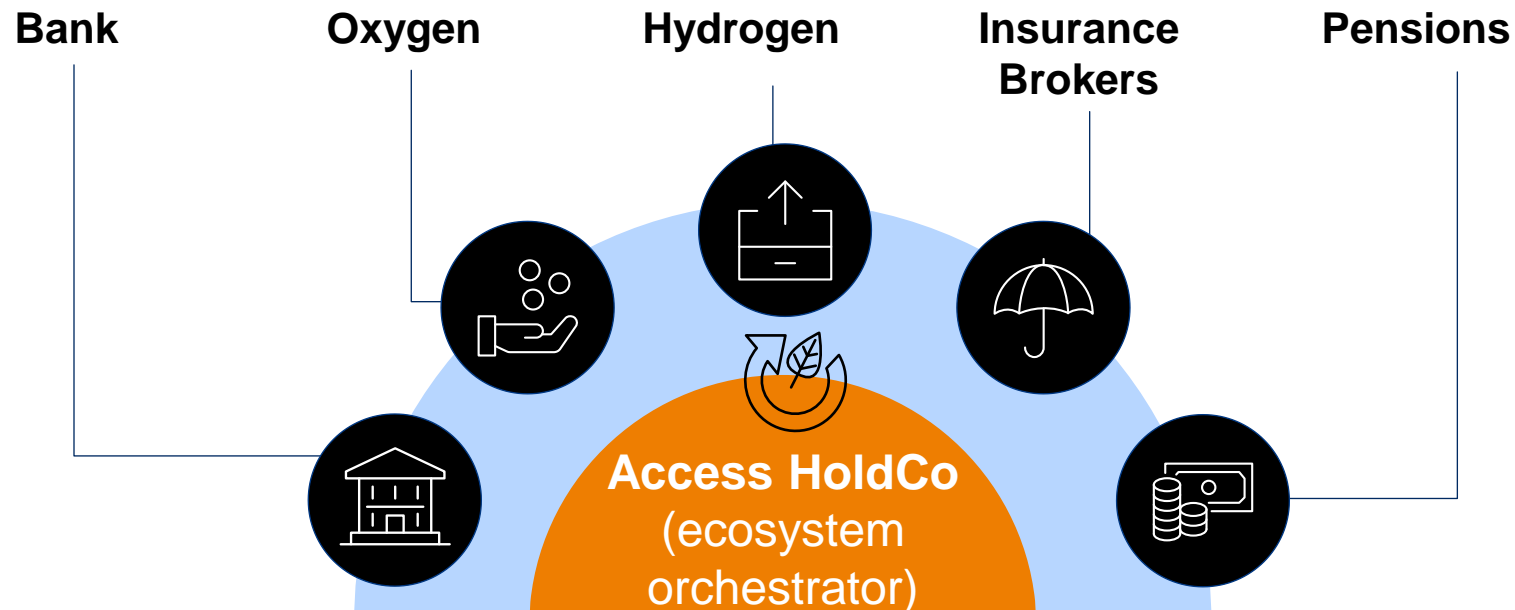 Bank
Oxygen
Hydrogen
Insurance
Brokers
Pensions
Access HoldCo
(ecosystem
orchestrator)